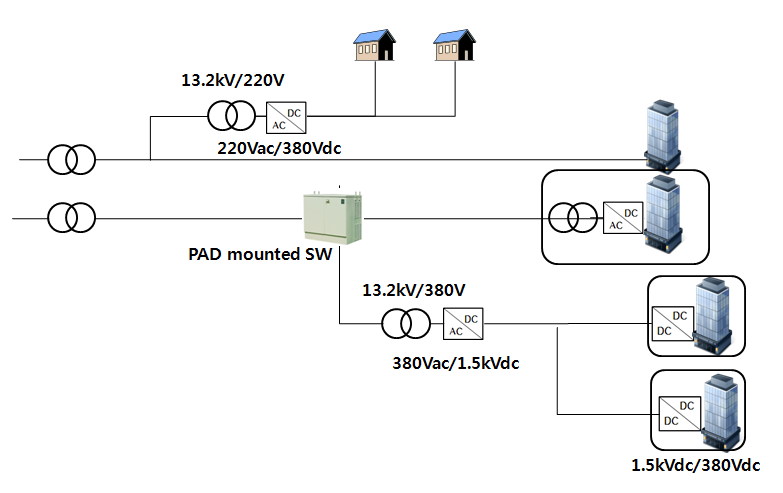 13.2kV/220V
DC
AC
220Vac/380Vdc
DC
AC
PAD mounted SW
13.2kV/380V
DC
AC
380Vac/1.5kVdc
DC
DC
DC
DC
1.5kVdc/380Vdc